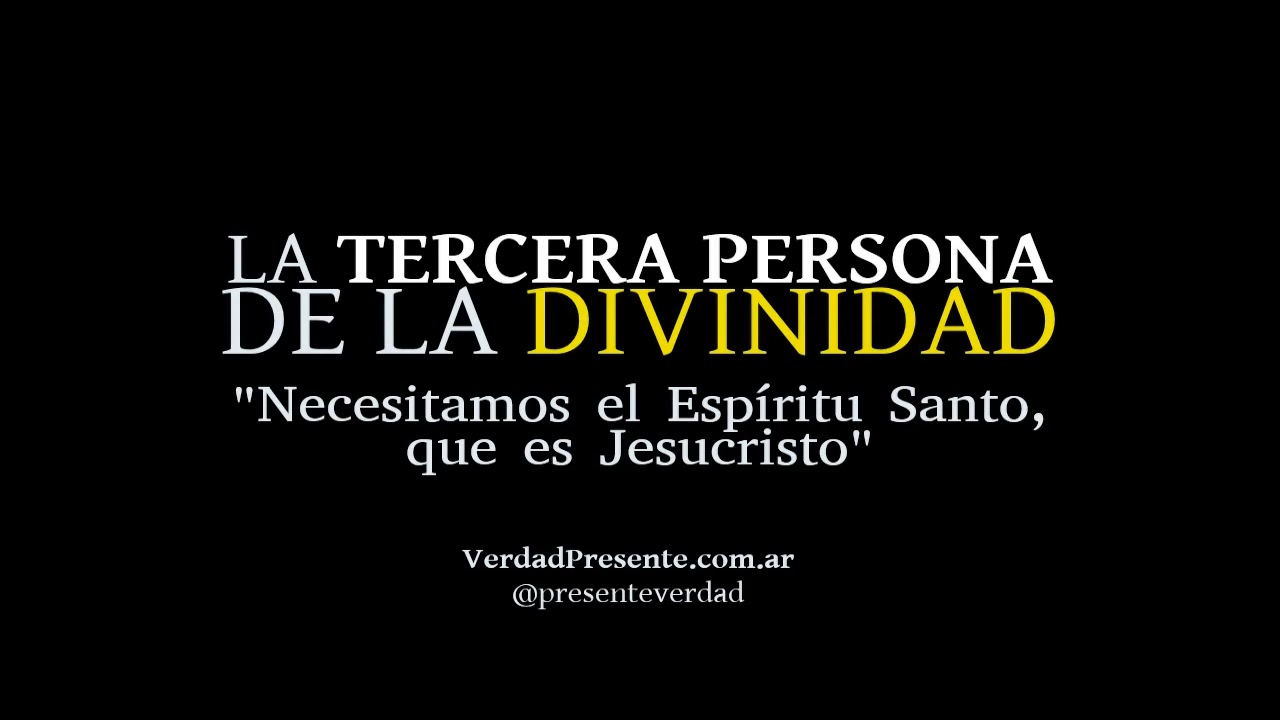 LA TERCERA PERSONA
DE LA DIVINIDAD
"Necesitamos el Espíritu Santo,
que es Jesucristo"
VerdadPresente.com.ar
@presenteverdad